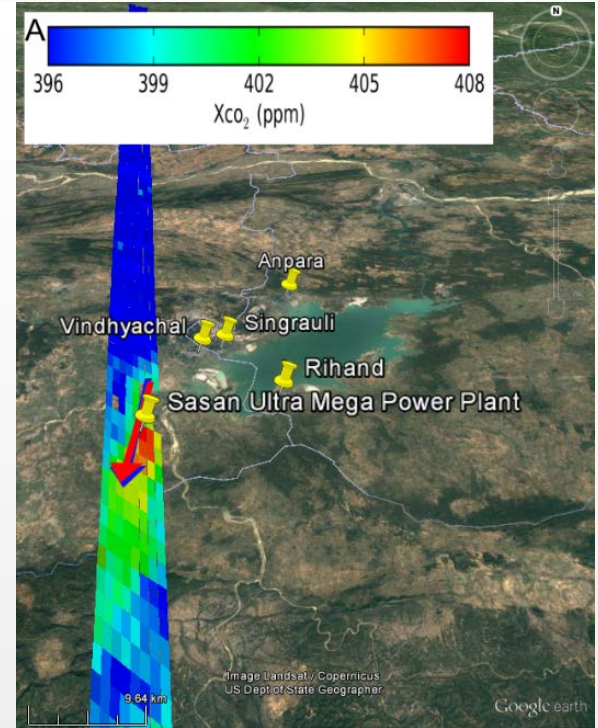 A
396 399 402 405 408
Xco₂ (ppm)
N
Anpara
Vindhyachal
Singrauli
Rihand
Sasan Ultra Mega Power Plant
Image Landsat / Copernicus
US Dept of State Geographer
9.64 km
Google earth